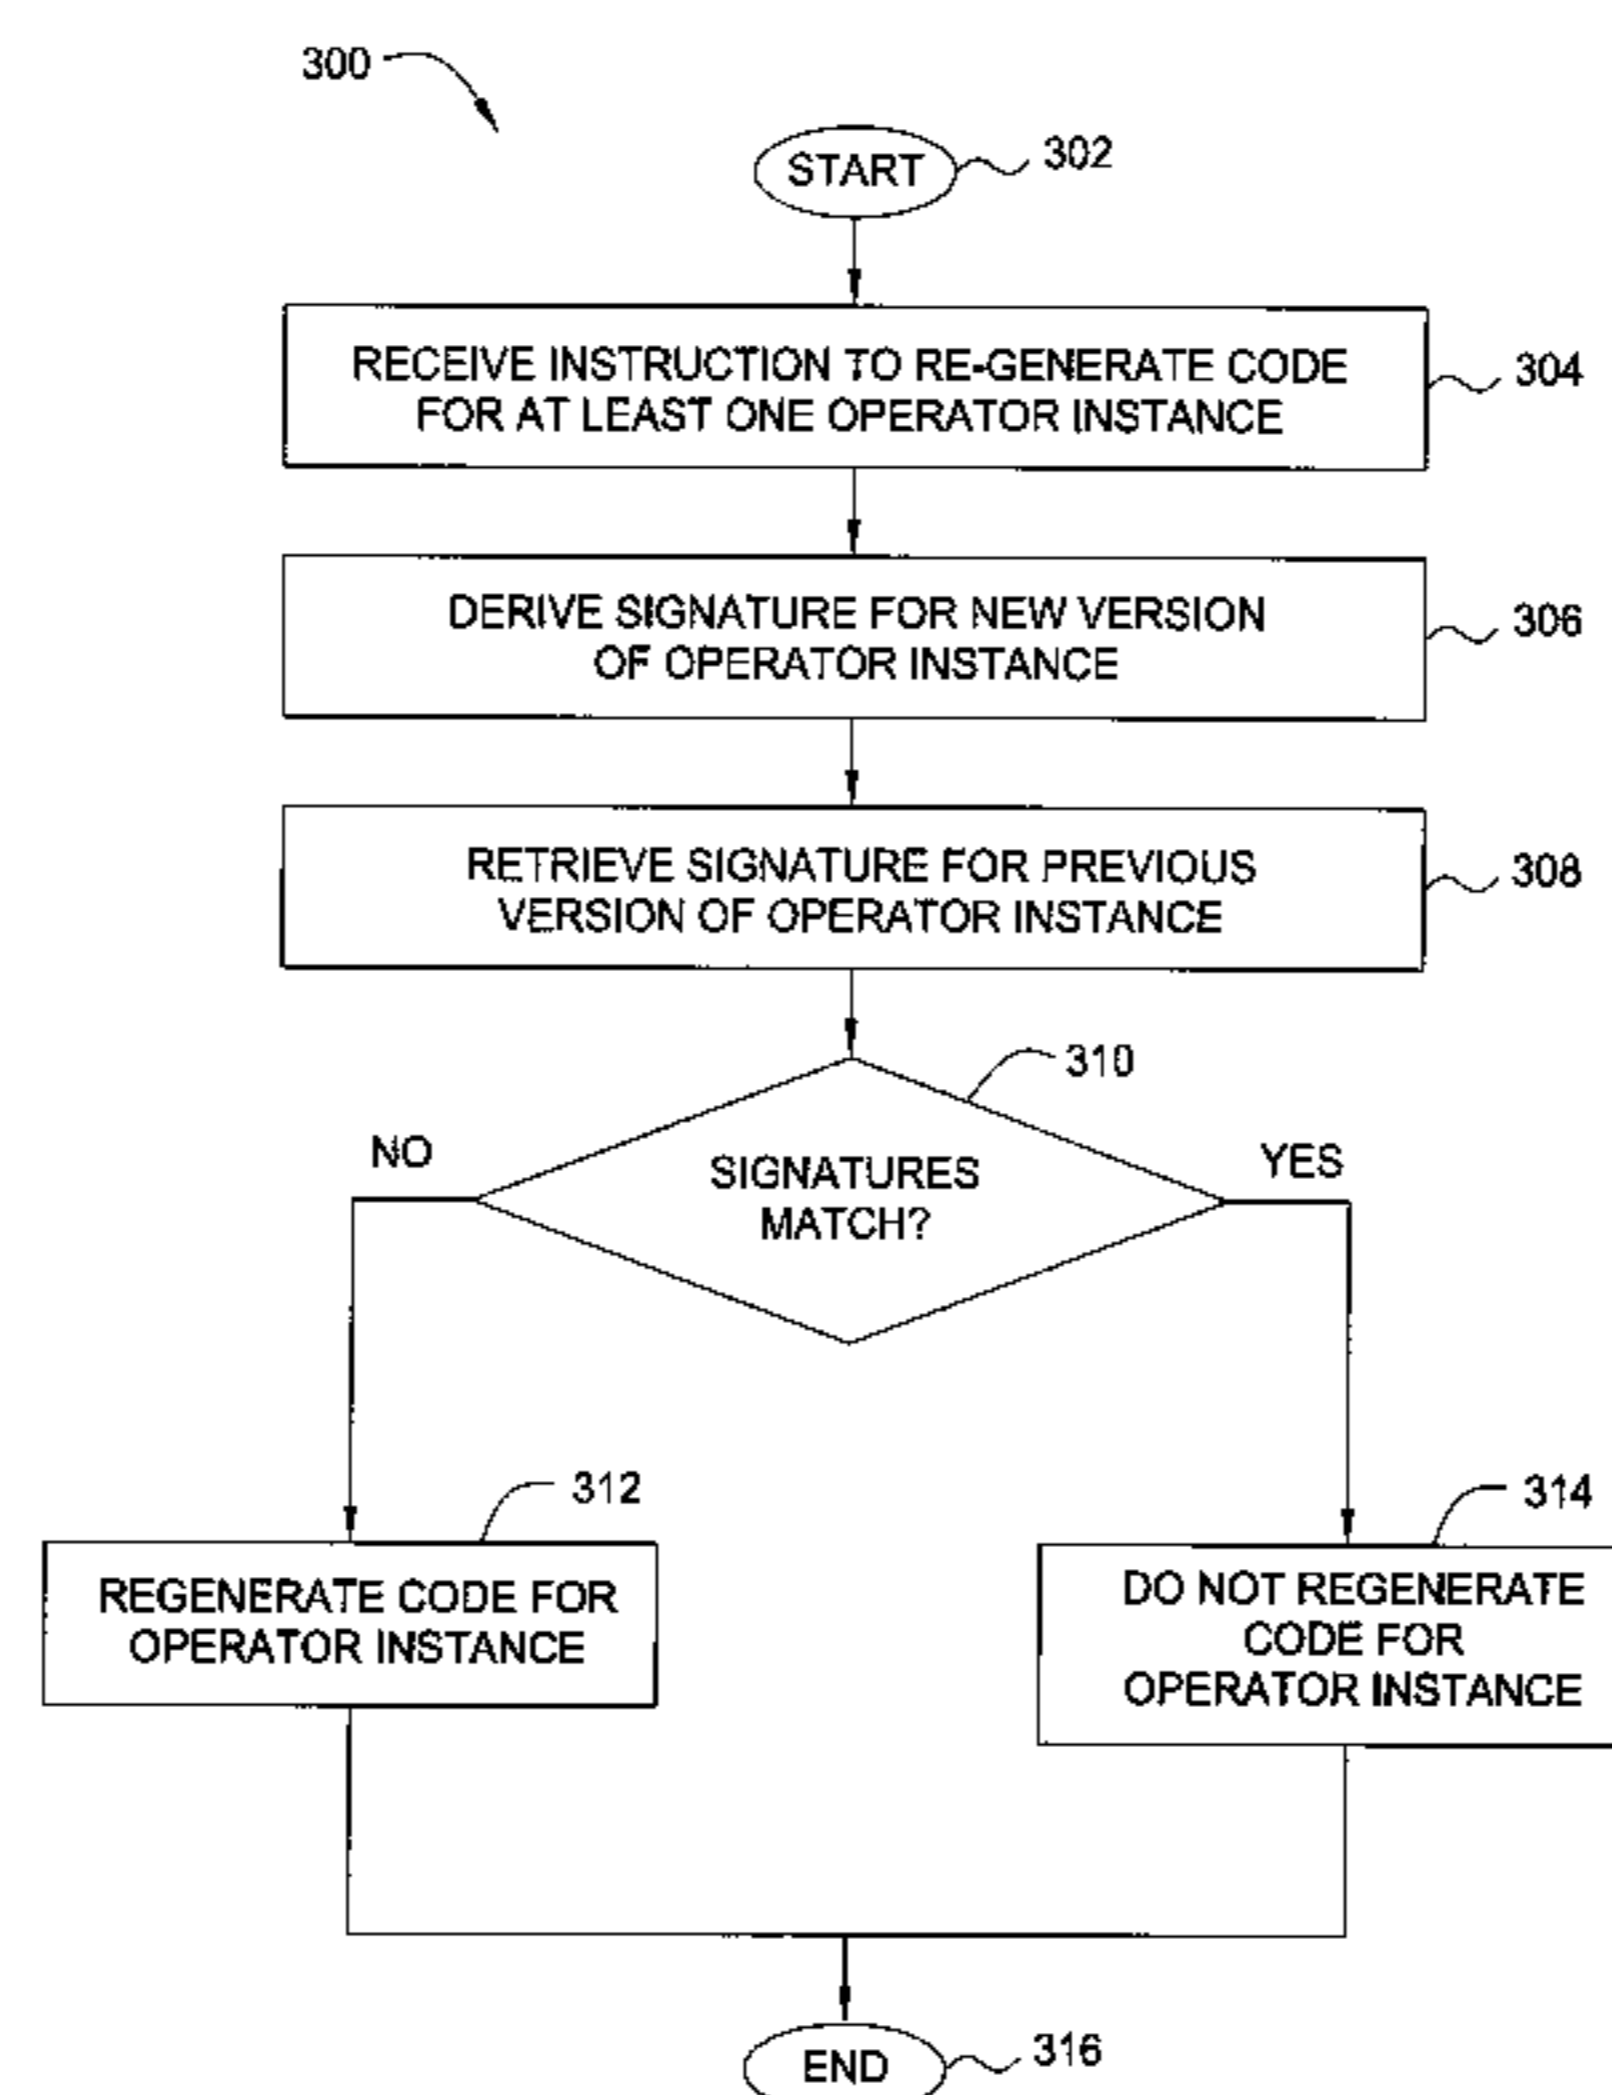 300
START
302
RECEIVE INSTRUCTION TO RE-GENERATE CODE
FOR AT LEAST ONE OPERATOR INSTANCE
304
DERIVE SIGNATURE FOR NEW VERSION
OF OPERATOR INSTANCE
306
RETRIEVE SIGNATURE FOR PREVIOUS
VERSION OF OPERATOR INSTANCE
308
310
NO
SIGNATURES
MATCH?
YES
312
REGENERATE CODE FOR
OPERATOR INSTANCE
314
DO NOT REGENERATE
CODE FOR
OPERATOR INSTANCE
END
316